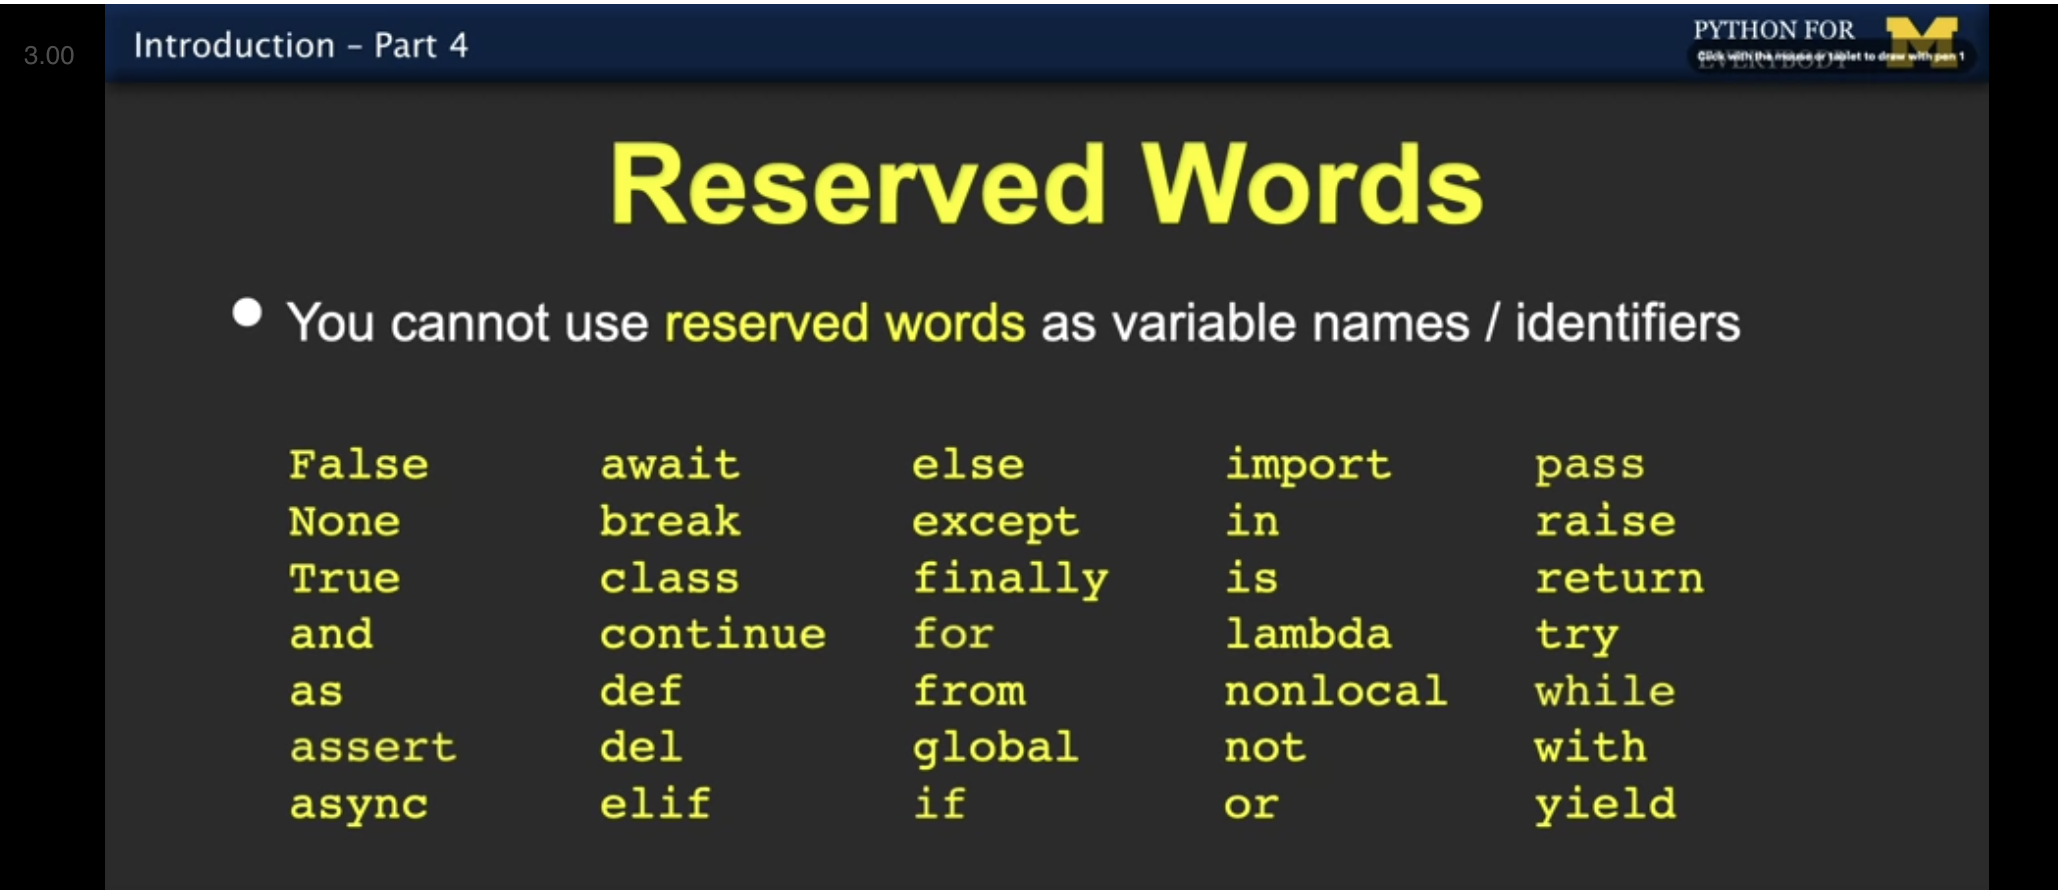 3.00
Introduction – Part 4
PYTHON FOR
EVERYBODY
Click with the mouse or tablet to draw with pen 1
Reserved Words
● You cannot use reserved words as variable names / identifiers
False await else import pass
None break except in raise
True class finally is return
and continue for lambda try
as def from nonlocal while
assert del global not with
async elif if or yield